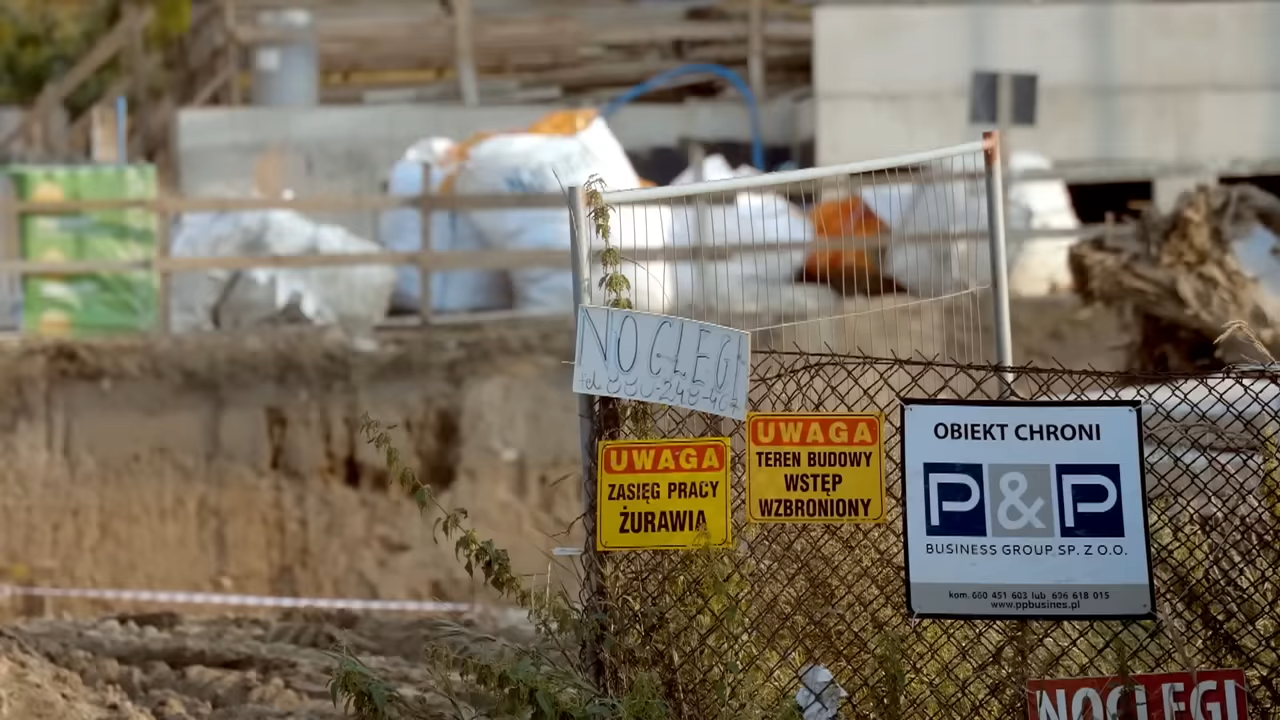 NOCLEGI
UWAGA
ZASIĘG PRACY
ŻURAWIA
UWAGA
TEREN BUDOWY
WSTĘP
WZBRONIONY
OBIEKT CHRONI
P&P
BUSINESS GROUP SP. Z O.O.
kom. 660 451 603 lub 696 618 015
www.ppbusines.pl
NOCLEGI